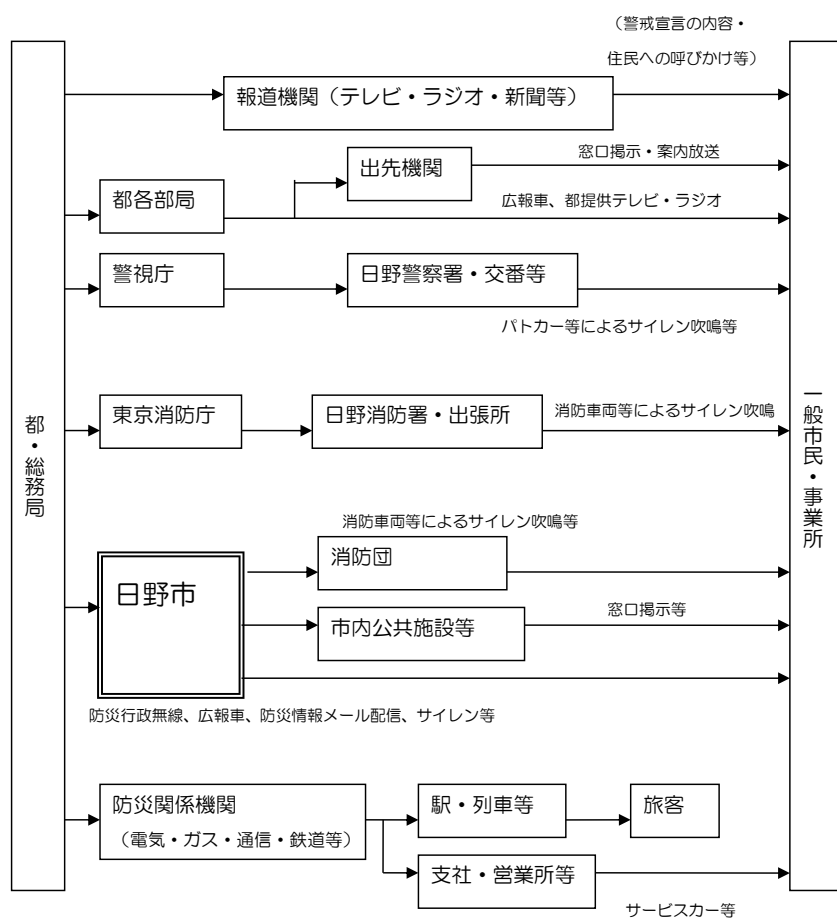 （警戒宣言の内容・
住民への呼びかけ等）
都・総務局
報道機関（テレビ・ラジオ・新聞等）
出先機関
窓口掲示・案内放送
都各部局
広報車、都提供テレビ・ラジオ
警視庁
日野警察署・交番等
パトカー等によるサイレン吹鳴等
東京消防庁
日野消防署・出張所
消防車両等によるサイレン吹鳴
一般市民・事業所
消防車両等によるサイレン吹鳴等
消防団
日野市
市内公共施設等
窓口掲示等
防災行政無線、広報車、防災情報メール配信、サイレン等
防災関係機関
（電気・ガス・通信・鉄道等）
駅・列車等
旅客
支社・営業所等
サービスカー等